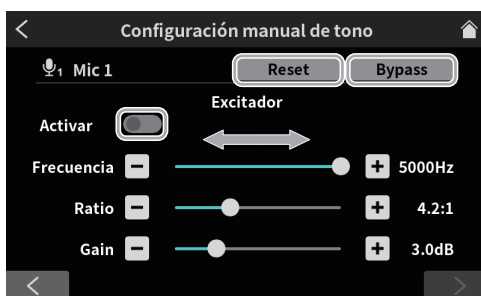 Configuración manual de tono
1 Mic 1
Reset
Bypass
Excitador
Activar
Frecuencia
5000Hz
Ratio
4.2:1
Gain
3.0dB